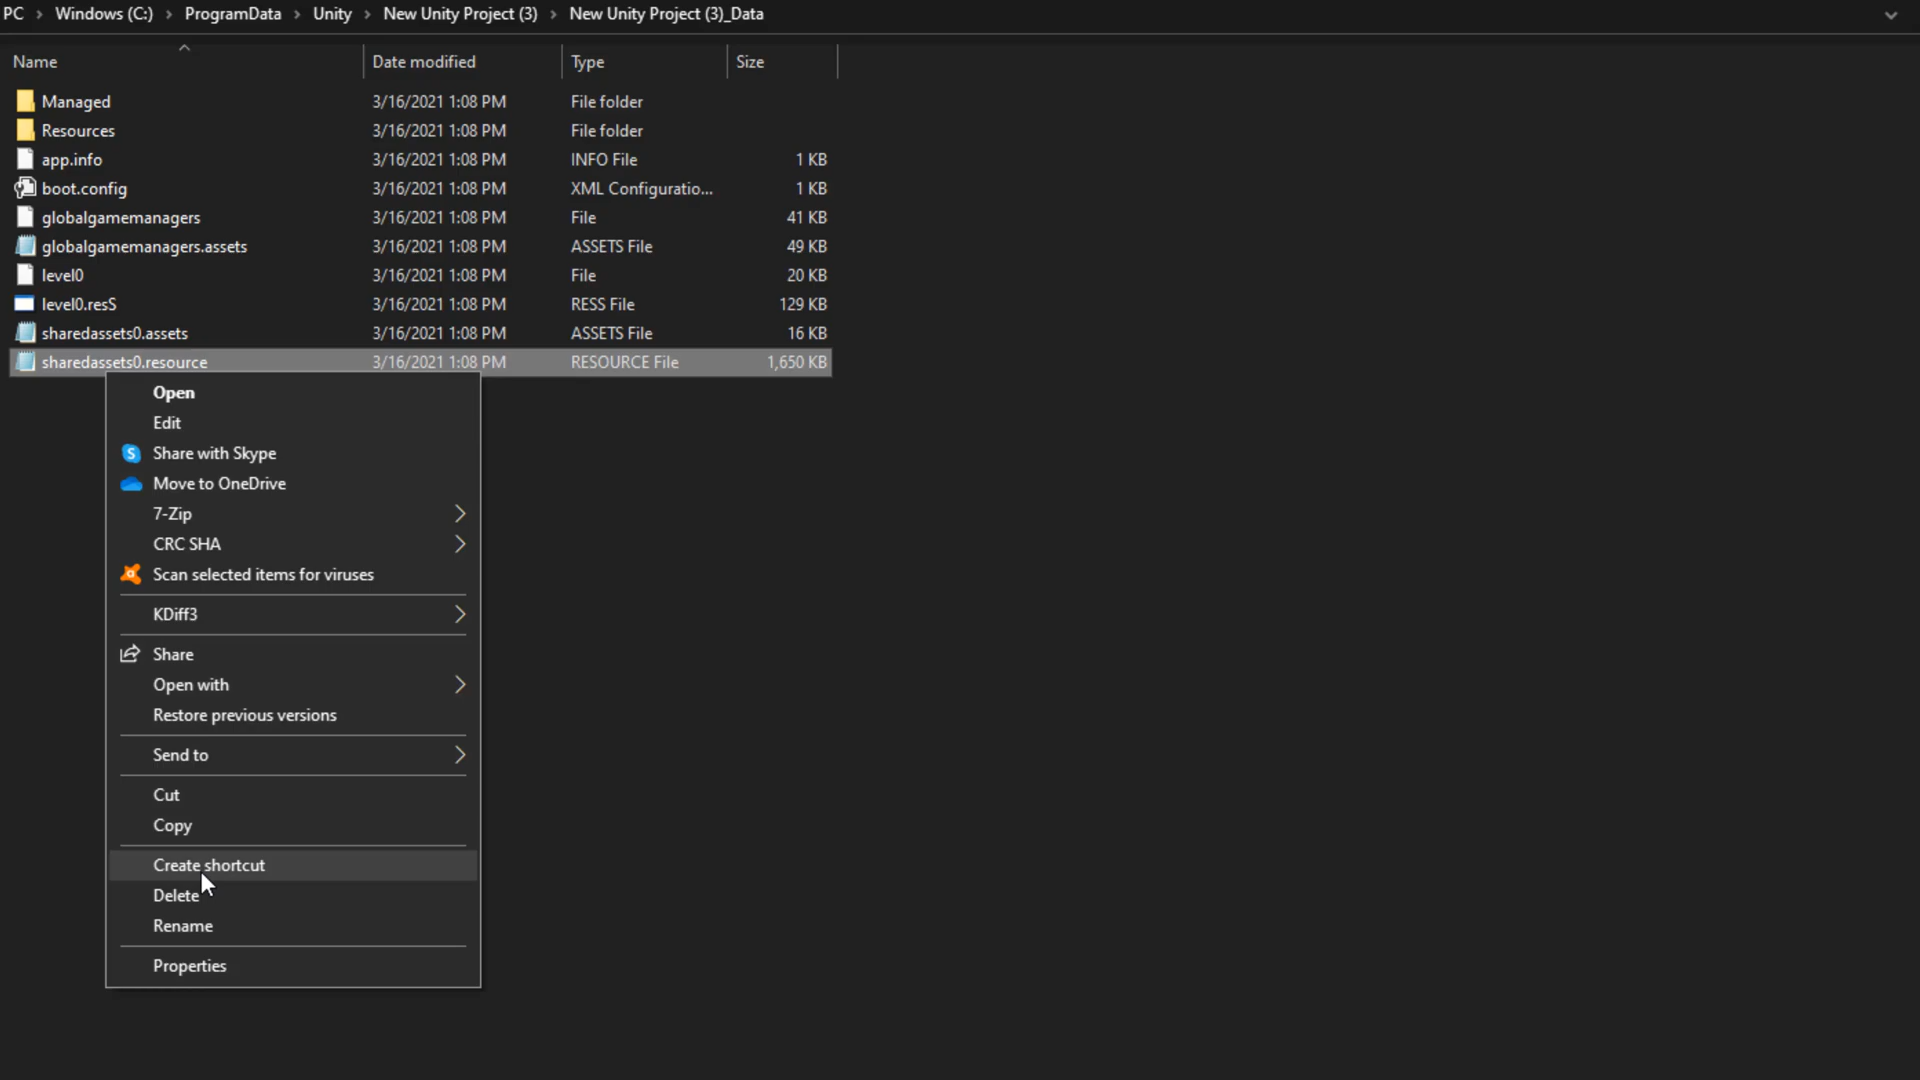 PC > Windows (C:) > ProgramData > Unity > New Unity Project (3) > New Unity Project (3)_Data
Name Date modified Type Size
Managed 3/16/2021 1:08 PM File folder
Resources 3/16/2021 1:08 PM File folder
app.info 3/16/2021 1:08 PM INFO File 1 KB
boot.config 3/16/2021 1:08 PM XML Configuratio... 1 KB
globalgamemanagers 3/16/2021 1:08 PM File 41 KB
globalgamemanagers.assets 3/16/2021 1:08 PM ASSETS File 49 KB
level0 3/16/2021 1:08 PM File 20 KB
level0.resS 3/16/2021 1:08 PM RESS File 129 KB
sharedassets0.assets 3/16/2021 1:08 PM ASSETS File 16 KB
sharedassets0.resource 3/16/2021 1:08 PM RESOURCE File 1,650 KB
Open
Edit
Share with Skype
Move to OneDrive
7-Zip
CRC SHA
Scan selected items for viruses
KDiff3
Share
Open with
Restore previous versions
Send to
Cut
Copy
Create shortcut
Delete
Rename
Properties